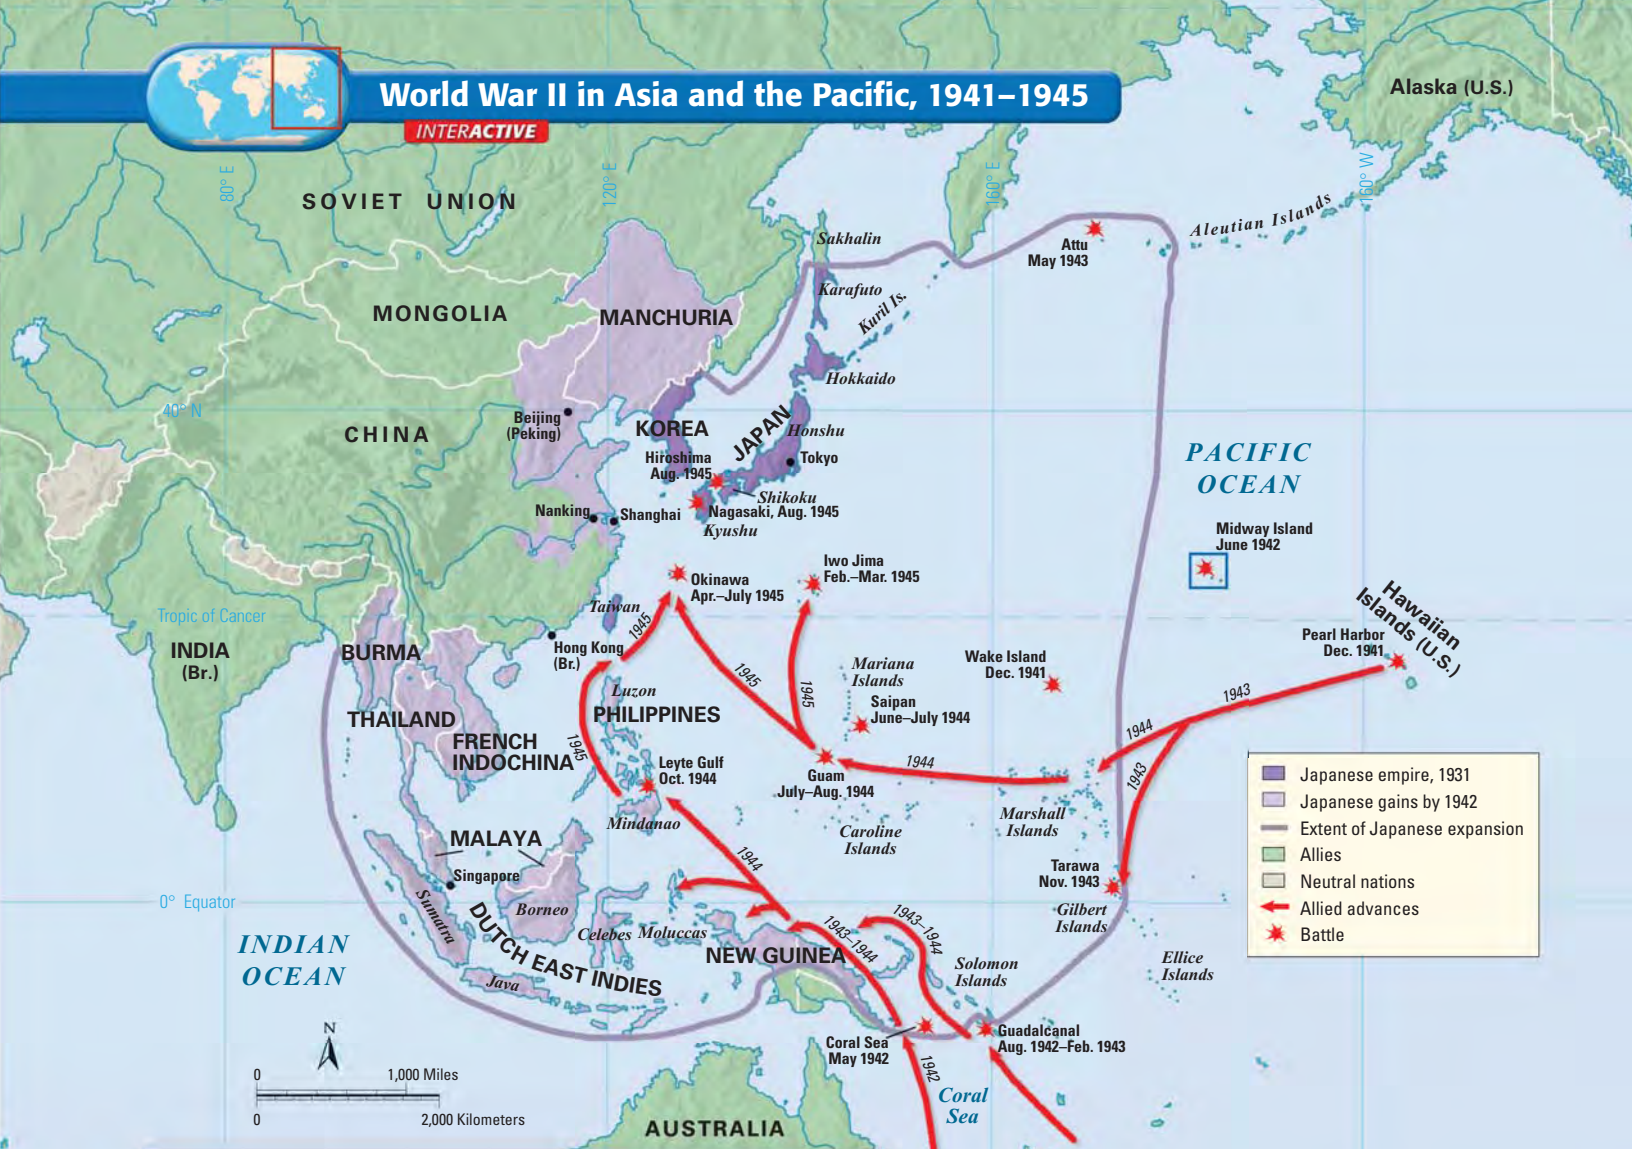 World War II in Asia and the Pacific, 1941–1945
INTERACTIVE
Alaska (U.S.)
80° E
120° E
160° E
160° W
SOVIET UNION
Aleutian Islands
Sakhalin
Attu
May 1943
Karafuto
Kuril Is.
MONGOLIA
MANCHURIA
Hokkaido
40° N
Beijing
(Peking)
CHINA
KOREA
JAPAN
Honshu
Hiroshima
Aug. 1945
Tokyo
PACIFIC
OCEAN
Shikoku
Nanking
Shanghai
Nagasaki, Aug. 1945
Kyushu
Midway Island
June 1942
Iwo Jima
Feb.–Mar. 1945
Okinawa
Apr.–July 1945
Taiwan
Tropic of Cancer
1945
Hawaiian
Islands (U.S.)
INDIA
(Br.)
BURMA
Hong Kong
(Br.)
Pearl Harbor
Dec. 1941
Wake Island
Dec. 1941
Mariana
Islands
Luzon
1945
1945
Saipan
June–July 1944
1943
THAILAND
PHILIPPINES
1944
FRENCH
INDOCHINA
1945
Leyte Gulf
Oct. 1944
1944
1943
Guam
July–Aug. 1944
Mindanao
Caroline
Islands
Marshall
Islands
Japanese empire, 1931
Japanese gains by 1942
Extent of Japanese expansion
Allies
Neutral nations
Allied advances
Battle
MALAYA
1944
Singapore
Tarawa
Nov. 1943
0° Equator
Sumatra
Borneo
Gilbert
Islands
INDIAN
OCEAN
DUTCH EAST INDIES
Celebes
Moluccas
1943–1944
1943–1944
NEW GUINEA
Solomon
Islands
Ellice
Islands
Java
N
Coral Sea
May 1942
Guadalcanal
Aug. 1942–Feb. 1943
0
1,000 Miles
0
2,000 Kilometers
1942
Coral
Sea
AUSTRALIA